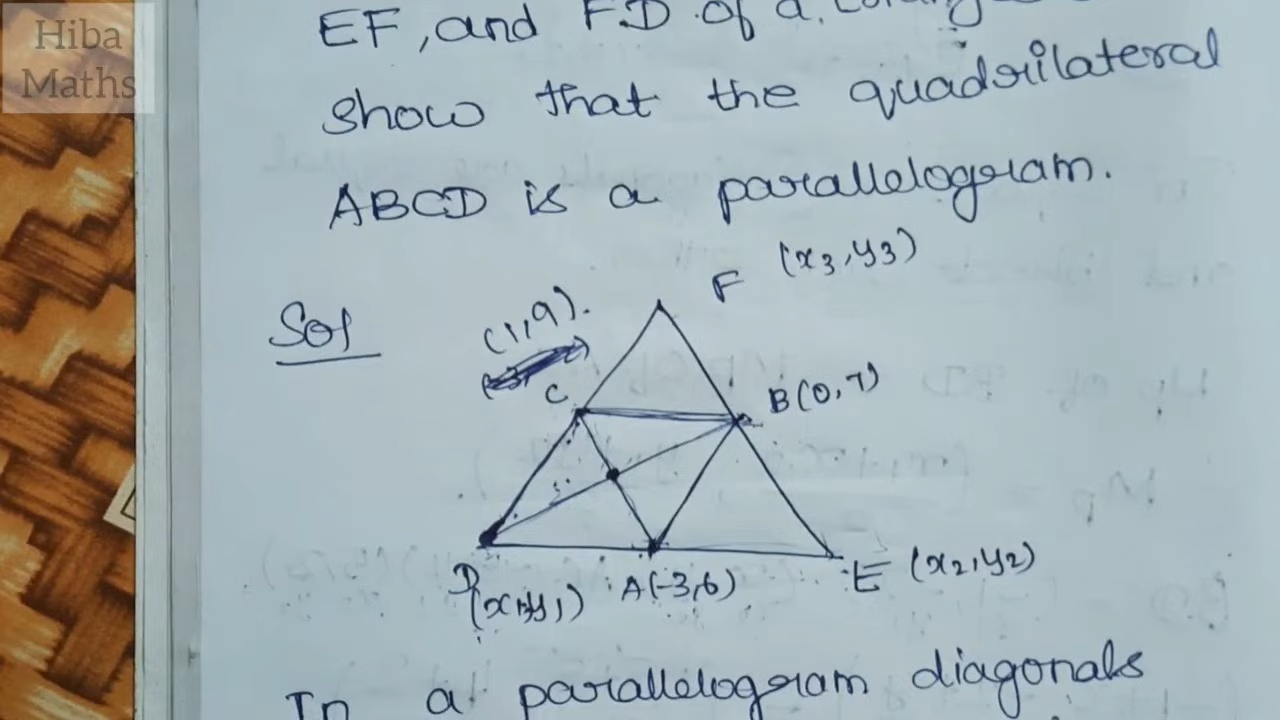 Hiba
Maths
EF, and FD of a
show that the quadrilateral
ABCD is a parallelogram.
F (x3, y3)
Sol
(1,9).
C
B(0,7)
D
(x1,y1)
A(-3,6)
E (x2,y2)
In a parallelogram diagonals